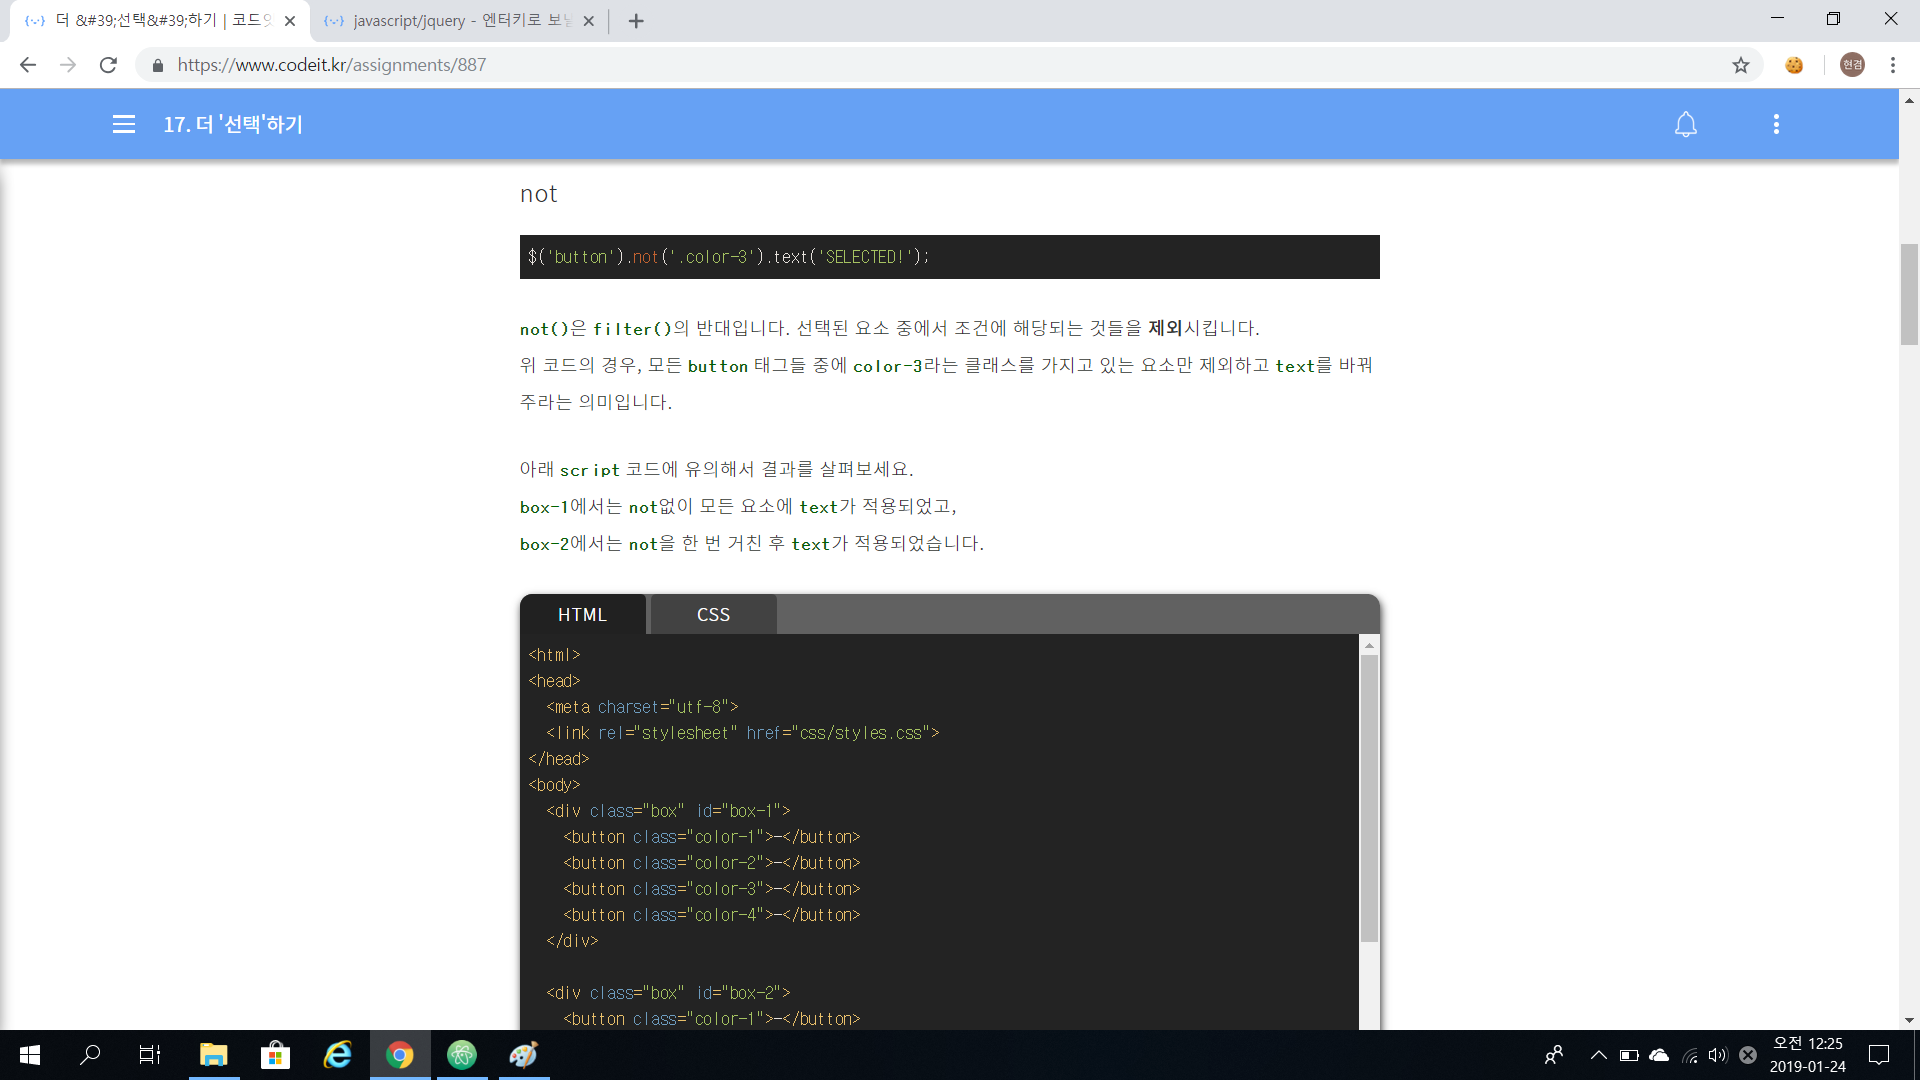 더 &#39;선택&#39;하기 | 코드잇
javascript/jquery - 엔터키로 보낼
https://www.codeit.kr/assignments/887
현겸
17. 더 '선택'하기
not
$('button').not('.color-3').text('SELECTED!');
not()은 filter()의 반대입니다. 선택된 요소 중에서 조건에 해당되는 것들을 제외시킵니다.
위 코드의 경우, 모든 button 태그들 중에 color-3라는 클래스를 가지고 있는 요소만 제외하고 text를 바꿔
주라는 의미입니다.
아래 script 코드에 유의해서 결과를 살펴보세요.
box-1에서는 not없이 모든 요소에 text가 적용되었고,
box-2에서는 not을 한 번 거친 후 text가 적용되었습니다.
HTML CSS
<html>
<head>
  <meta charset="utf-8">
  <link rel="stylesheet" href="css/styles.css">
</head>
<body>
  <div class="box" id="box-1">
    <button class="color-1">-</button>
    <button class="color-2">-</button>
    <button class="color-3">-</button>
    <button class="color-4">-</button>
  </div>
  <div class="box" id="box-2">
    <button class="color-1">-</button>
오전 12:25
2019-01-24